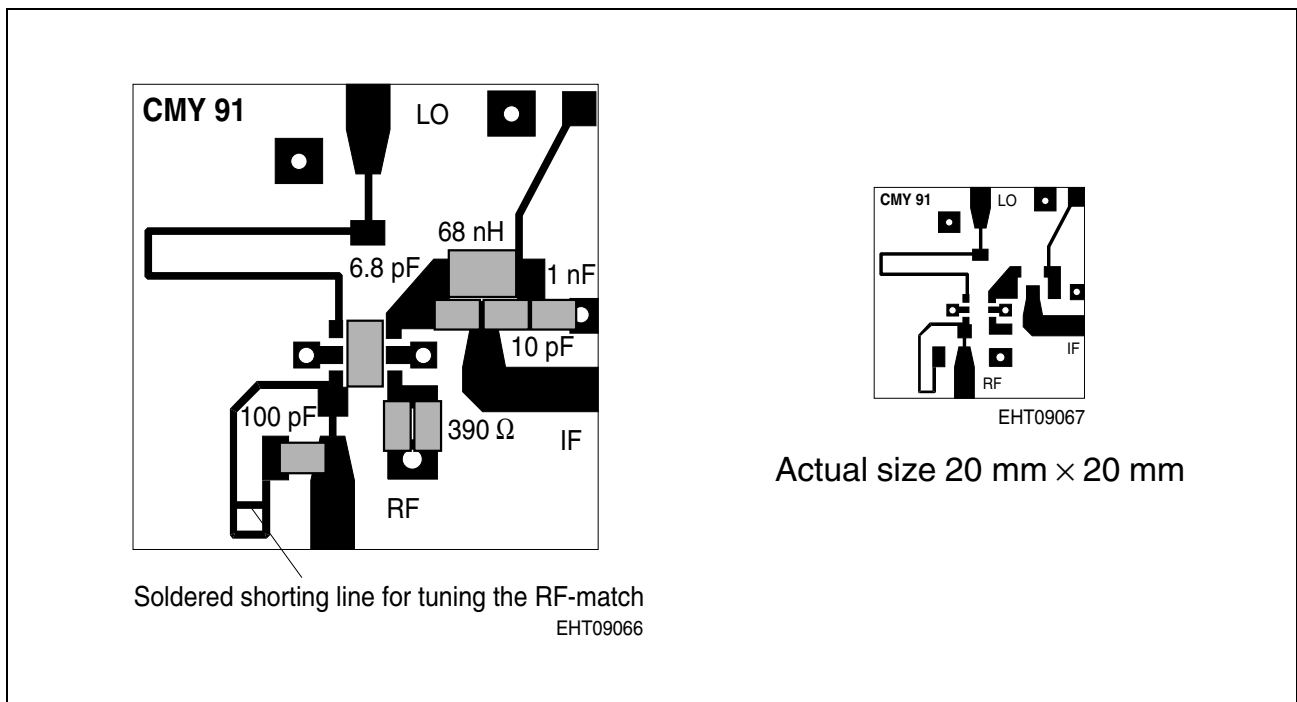 CMY 91
LO
68 nH
6.8 pF
1 nF
10 pF
100 pF
390 Ω
IF
RF
Soldered shorting line for tuning the RF-match
EHT09066
CMY 91
LO
IF
RF
EHT09067
Actual size 20 mm × 20 mm